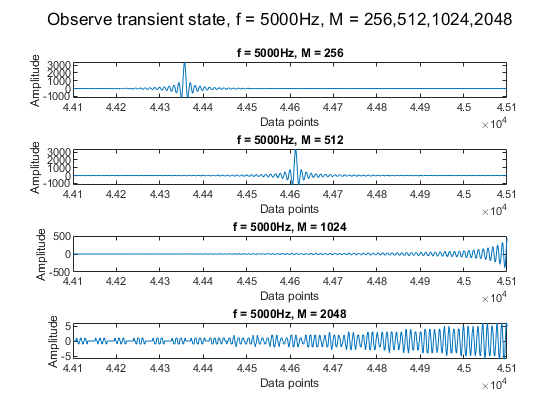 Observe transient state, f = 5000Hz, M = 256,512,1024,2048
f = 5000Hz, M = 256
Amplitude
3000
2000
1000
0
-1000
4.41 4.42 4.43 4.44 4.45 4.46 4.47 4.48 4.49 4.5 4.51
Data points
×10^4
f = 5000Hz, M = 512
Amplitude
3000
2000
1000
0
-1000
4.41 4.42 4.43 4.44 4.45 4.46 4.47 4.48 4.49 4.5 4.51
Data points
×10^4
f = 5000Hz, M = 1024
Amplitude
500
0
-500
4.41 4.42 4.43 4.44 4.45 4.46 4.47 4.48 4.49 4.5 4.51
Data points
×10^4
f = 5000Hz, M = 2048
Amplitude
5
0
-5
4.41 4.42 4.43 4.44 4.45 4.46 4.47 4.48 4.49 4.5 4.51
Data points
×10^4